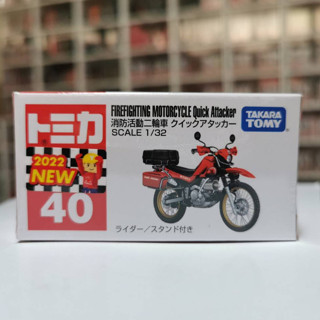 トミカ
2022
NEW
40
FIREFIGHTING MOTORCYCLE Quick Attacker
消防活動二輪車 クイックアタッカー
SCALE 1/32
TAKARA
TOMY
ライダー／スタンド付き